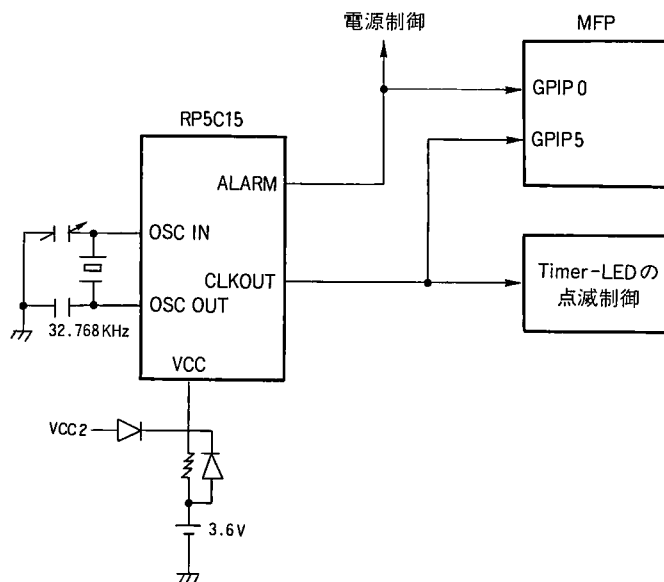 電源制御
MFP
GPIP0
RP5C15
GPIP5
ALARM
OSC IN
CLKOUT
Timer-LEDの
点滅制御
OSC OUT
32.768KHz
VCC
VCC2
3.6V